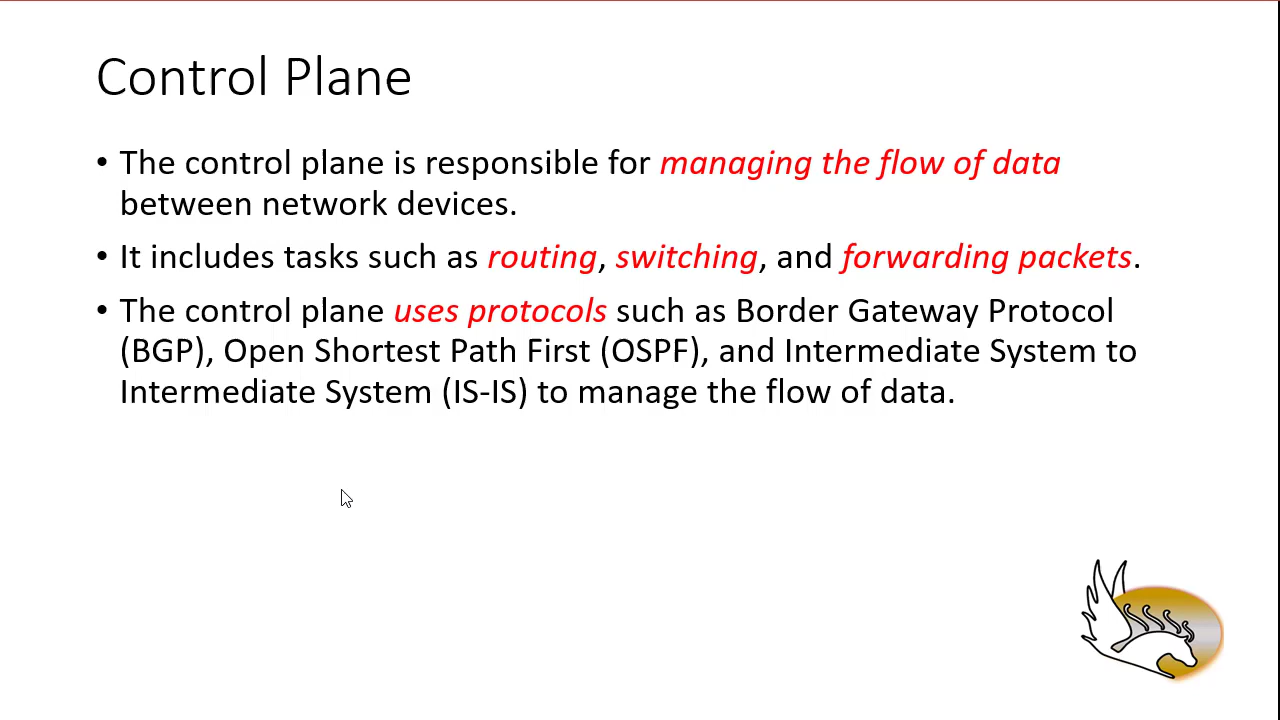 Control Plane
• The control plane is responsible for managing the flow of data
between network devices.
• It includes tasks such as routing, switching, and forwarding packets.
• The control plane uses protocols such as Border Gateway Protocol
(BGP), Open Shortest Path First (OSPF), and Intermediate System to
Intermediate System (IS-IS) to manage the flow of data.